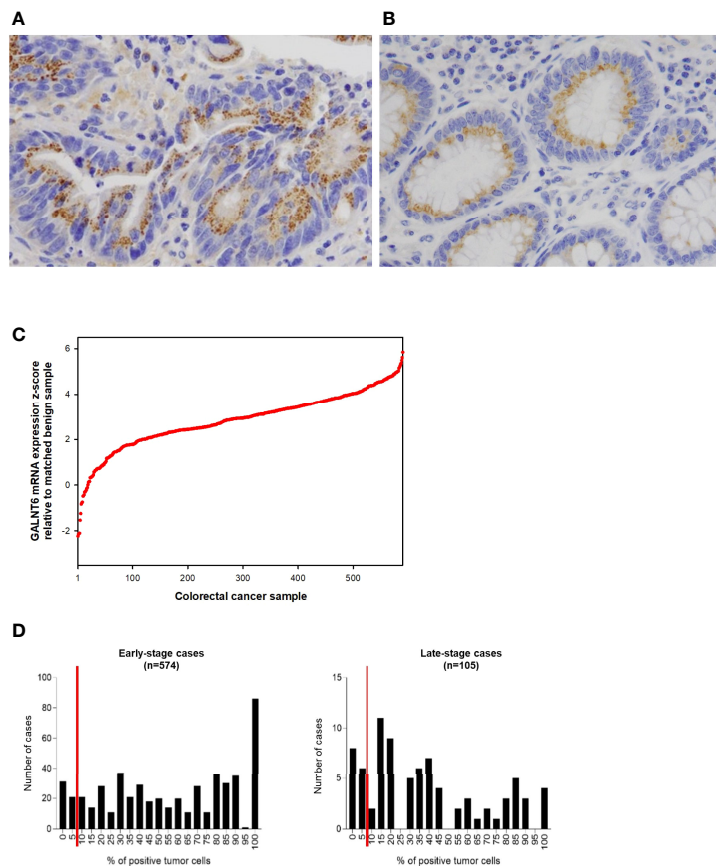 A
B
C
GALNT6 mRNA expressior z-score
relative to matched benign sample
6
4
2
0
-2
1
100
200
300
400
500
Colorectal cancer sample
D
Early-stage cases
(n=574)
Number of cases
100
80
60
40
20
0
0 5 10 15 20 25 30 35 40 45 50 55 60 65 70 75 80 85 90 95 100
% of positive tumor cells
Late-stage cases
(n=105)
Number of cases
15
10
5
0
0 5 10 15 20 25 30 35 40 45 50 55 60 65 70 75 80 85 90 95 100
% of positive tumor cells